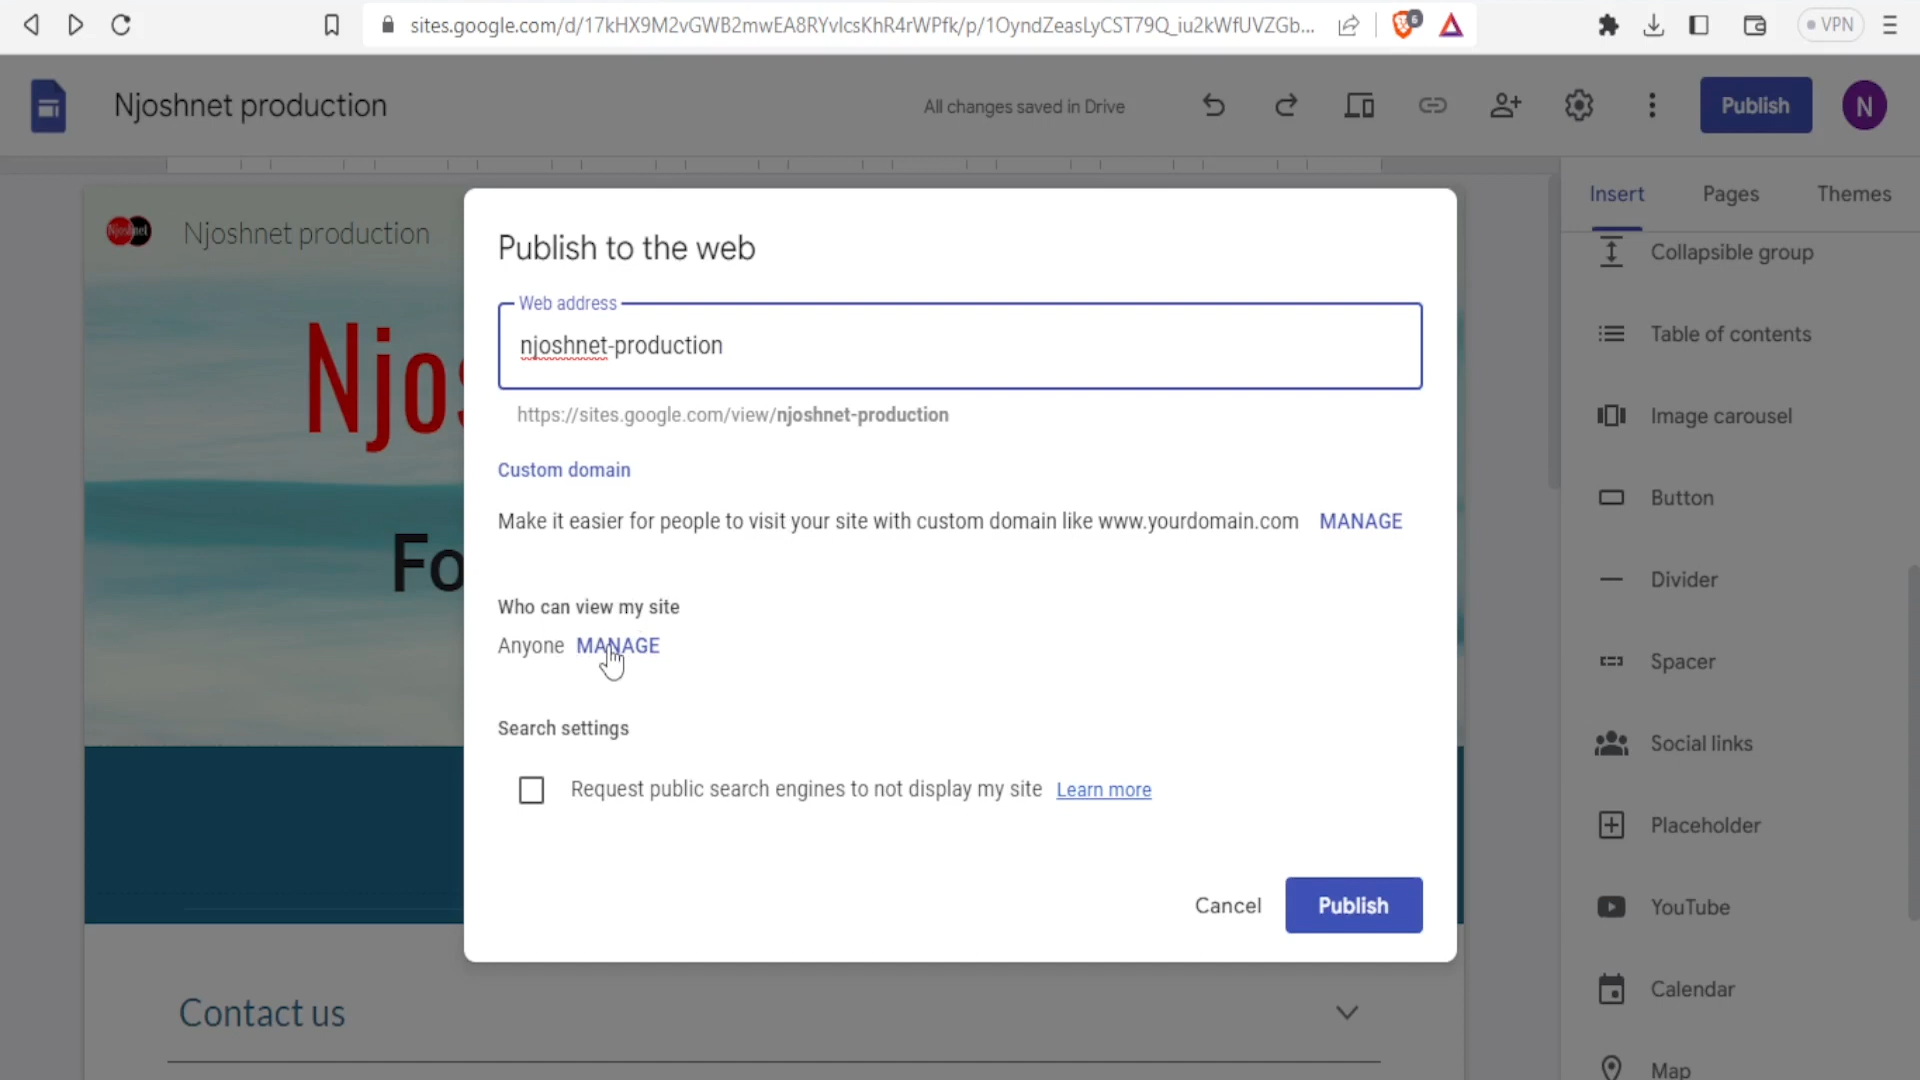 sites.google.com/d/17kHX9M2vGWB2mwEA8RYvIcsKhR4rWPfk/p/1OyndZeasLyCST79Q_iu2kWfUVZGb...
6
VPN
Njoshnet production
All changes saved in Drive
Publish
N
Insert
Pages
Themes
Njoshnet
Njoshnet production
Njos
Fo
Contact us
Publish to the web
Web address
njoshnet-production
https://sites.google.com/view/njoshnet-production
Custom domain
Make it easier for people to visit your site with custom domain like www.yourdomain.com MANAGE
Who can view my site
Anyone MANAGE
Search settings
Request public search engines to not display my site Learn more
Cancel
Publish
Collapsible group
Table of contents
Image carousel
Button
Divider
Spacer
Social links
Placeholder
YouTube
Calendar
Map